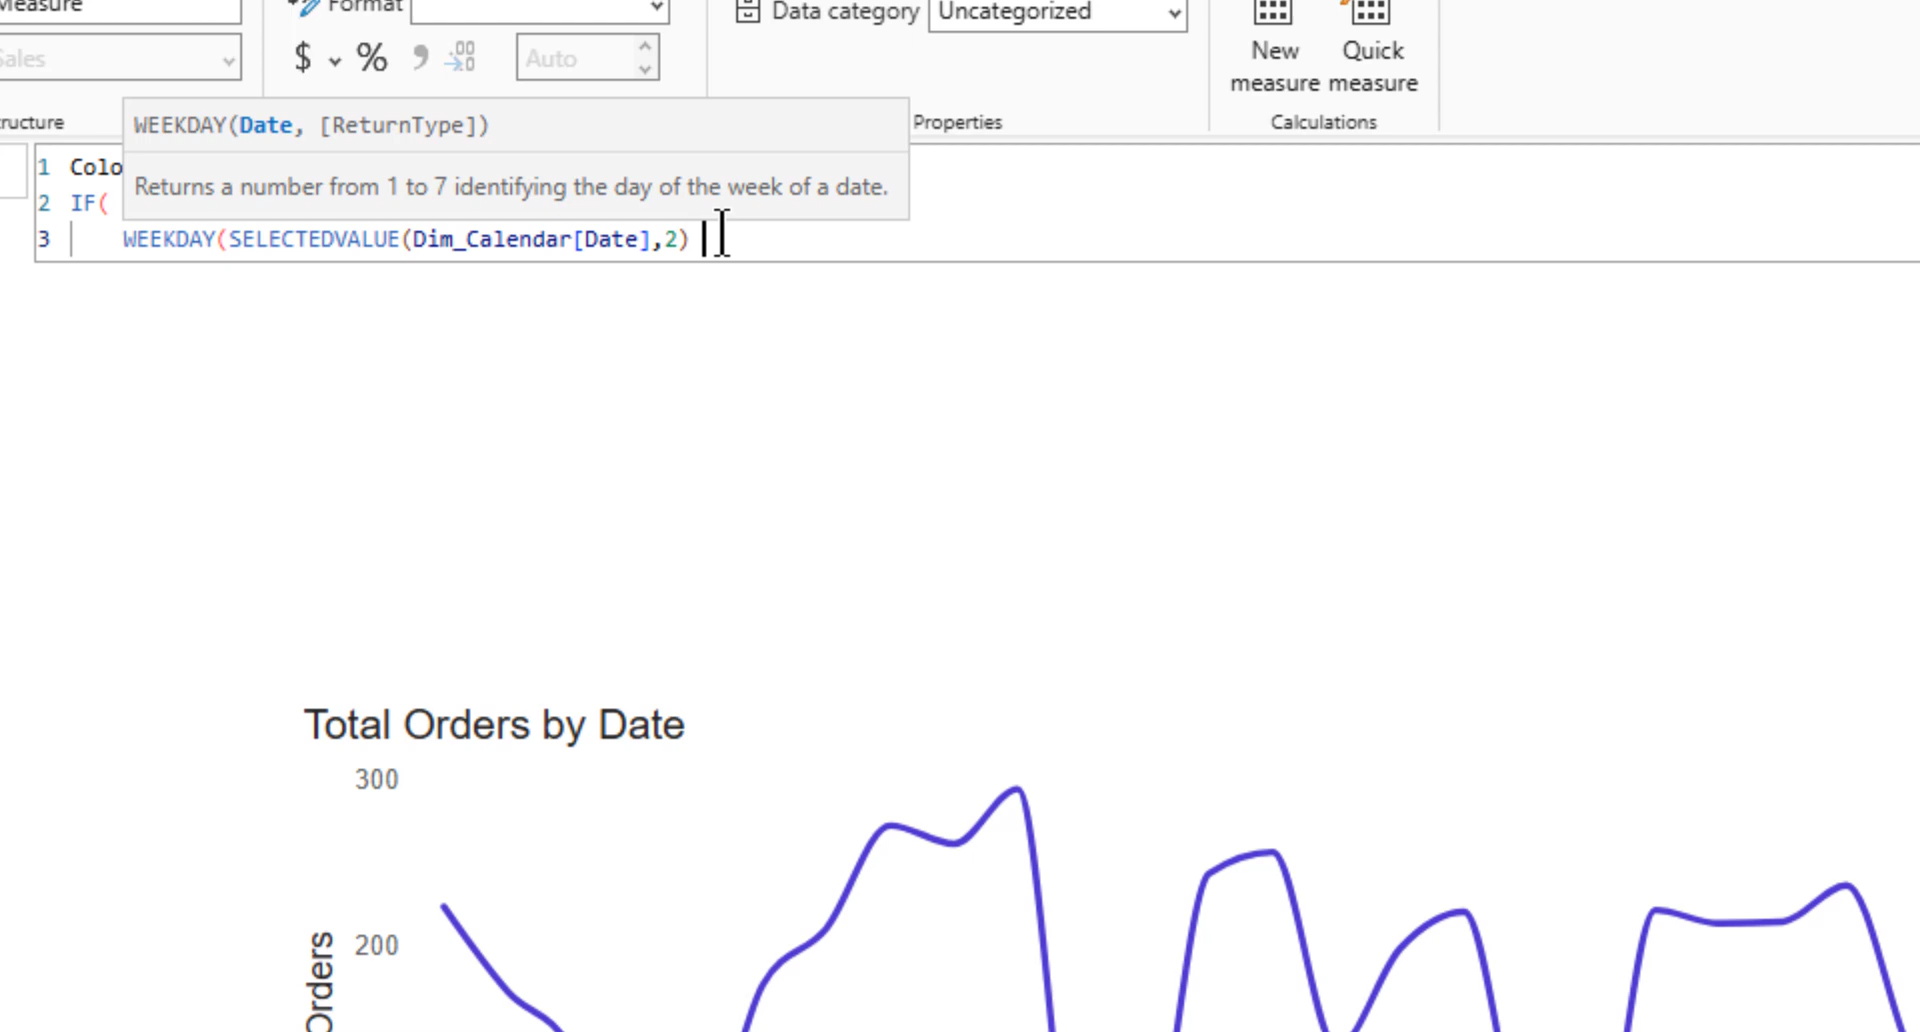 Measure
Format
Data category
Uncategorized
Sales
$ %
Auto
New
measure
Quick
measure
Properties
Calculations
WEEKDAY(Date, [ReturnType])
Returns a number from 1 to 7 identifying the day of the week of a date.
1 Colo
2 IF(
3 WEEKDAY(SELECTEDVALUE(Dim_Calendar[Date],2)
Total Orders by Date
300
200
Orders